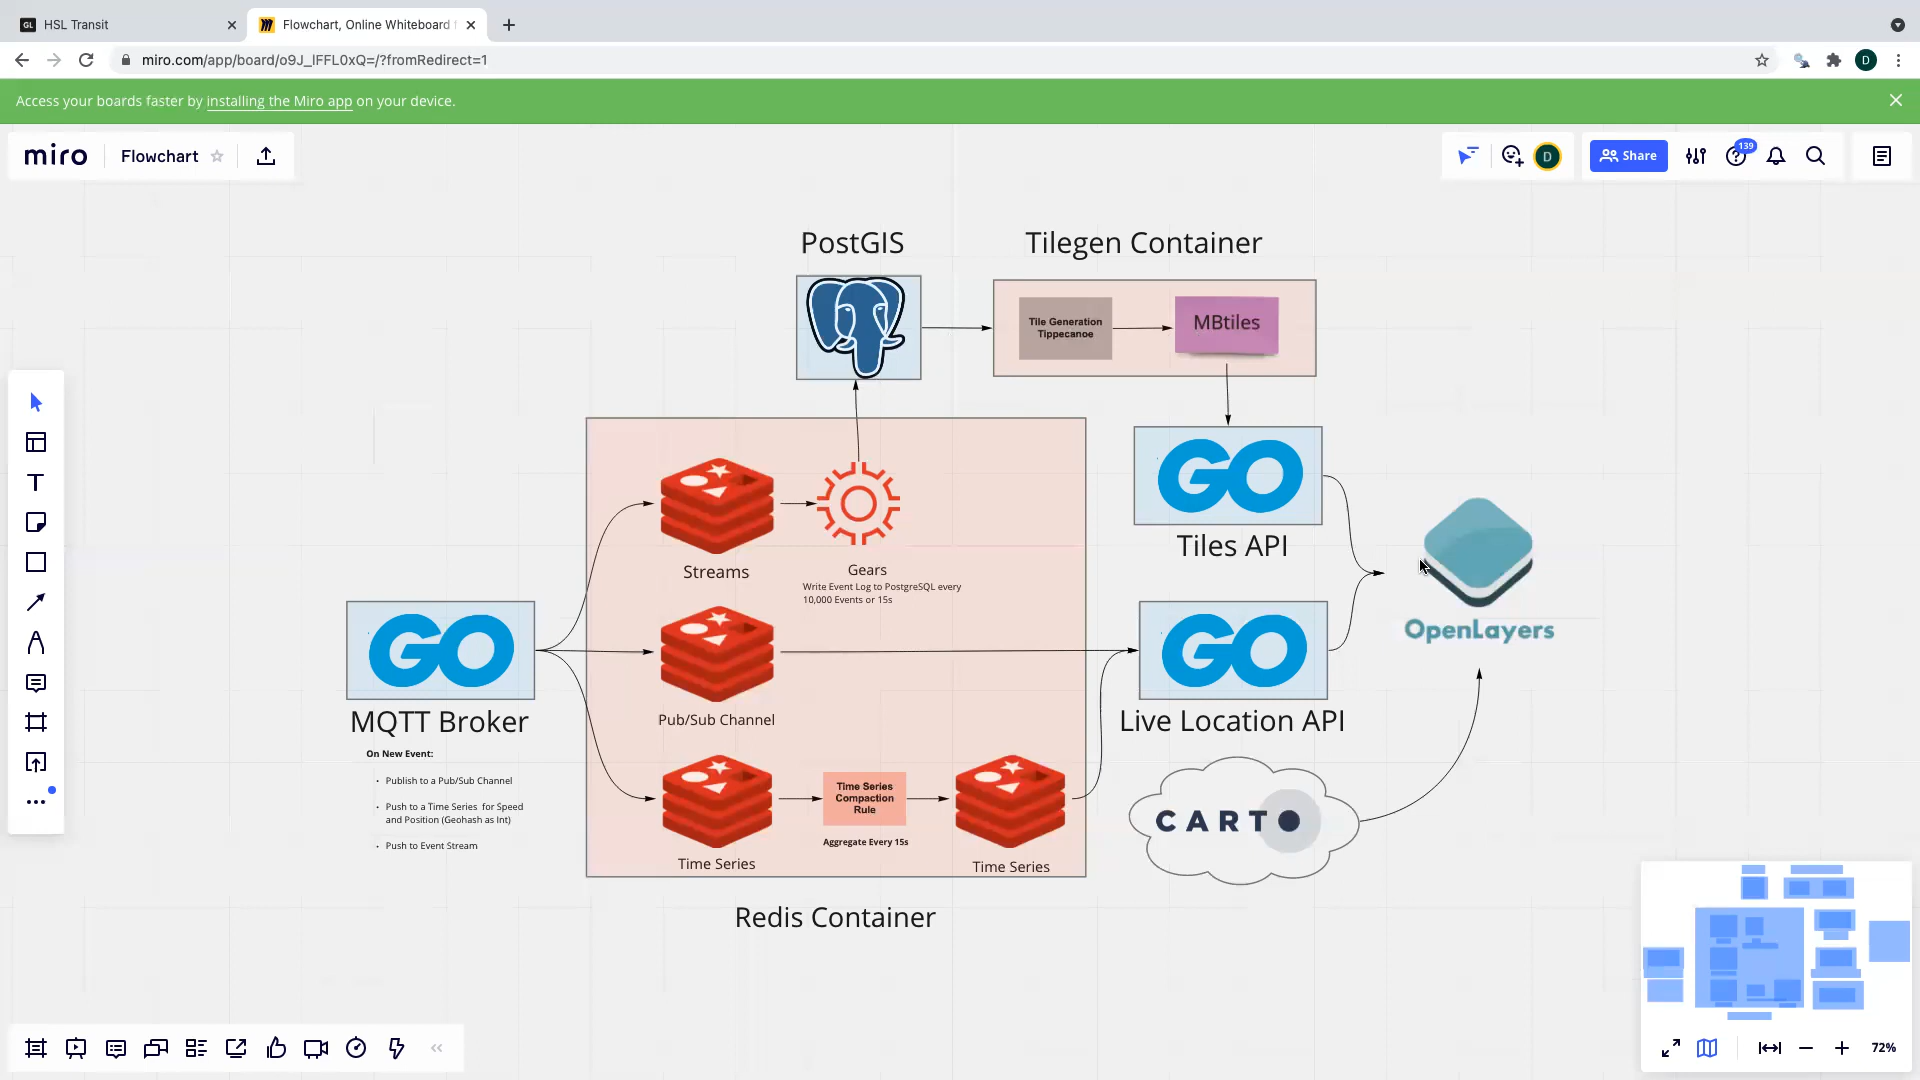 GL HSL Transit
Flowchart, Online Whiteboard f
miro.com/app/board/o9J_lFFL0xQ=/?fromRedirect=1
D
Access your boards faster by installing the Miro app on your device.
miro
Flowchart
D
Share
139
PostGIS
Tilegen Container
Tile Generation
Tippecanoe
MBtiles
GO
Tiles API
Streams
Gears
Write Event Log to PostgreSQL every
10,000 Events or 15s
OpenLayers
GO
MQTT Broker
On New Event:
· Publish to a Pub/Sub Channel
· Push to a Time Series for Speed
and Position (Geohash as Int)
· Push to Event Stream
Pub/Sub Channel
GO
Live Location API
Time Series
Compaction
Rule
Aggregate Every 15s
Time Series
Time Series
CARTO
Redis Container
72%